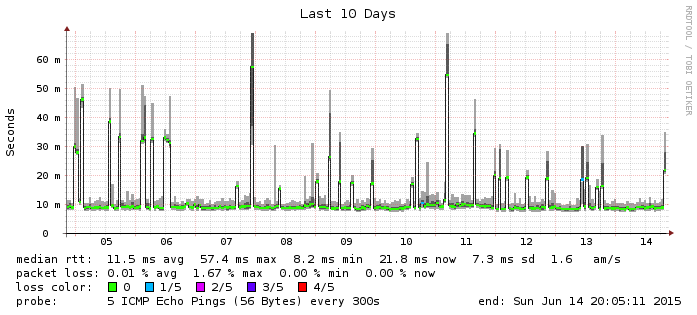 Last 10 Days
RRDTOOL / TOBI OETIKER
Seconds
60 m
50 m
40 m
30 m
20 m
10 m
0
05 06 07 08 09 10 11 12 13 14
median rtt: 11.5 ms avg 57.4 ms max 8.2 ms min 21.8 ms now 7.3 ms sd 1.6 am/s
packet loss: 0.01 % avg 1.67 % max 0.00 % min 0.00 % now
loss color: 0 1/5 2/5 3/5 4/5
probe: 5 ICMP Echo Pings (56 Bytes) every 300s end: Sun Jun 14 20:05:11 2015